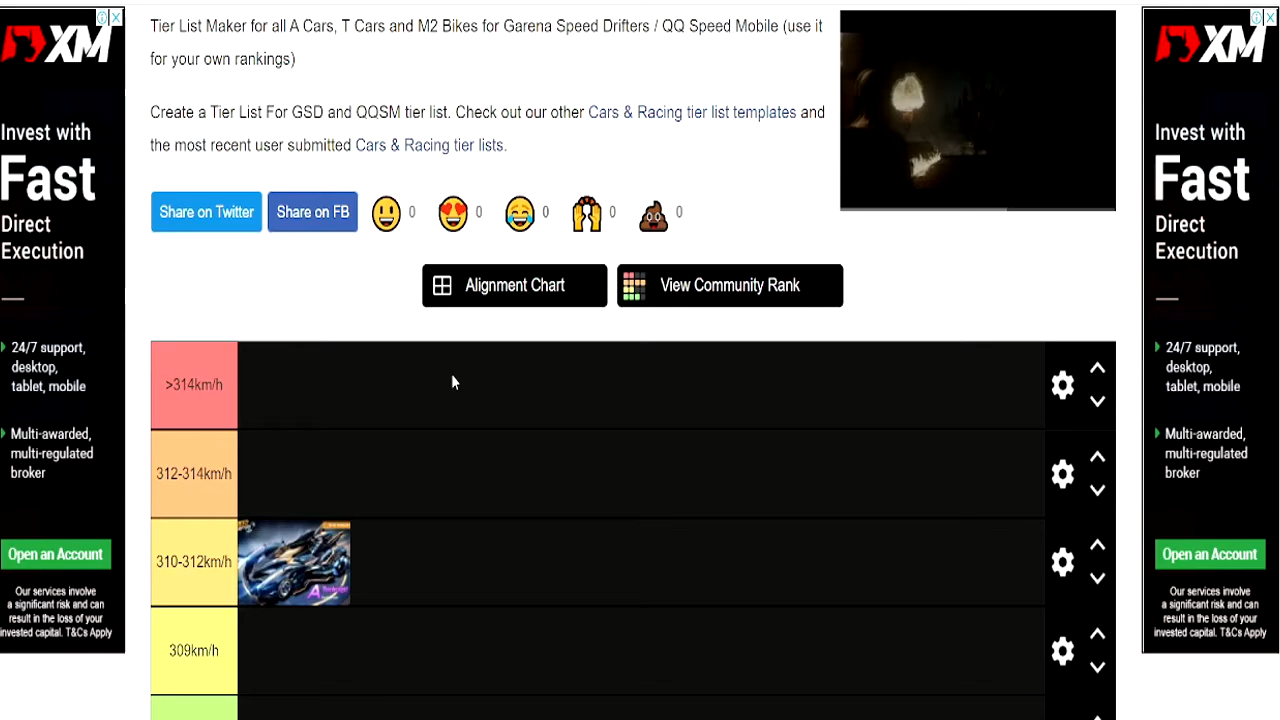 XM
Invest with
Fast
Direct
Execution
24/7 support,
desktop,
tablet, mobile
Multi-awarded,
multi-regulated
broker
Open an Account
Our services involve
a significant risk and can
result in the loss of your
invested capital. T&Cs Apply
Tier List Maker for all A Cars, T Cars and M2 Bikes for Garena Speed Drifters / QQ Speed Mobile (use it
for your own rankings)
Create a Tier List For GSD and QQSM tier list. Check out our other Cars & Racing tier list templates and
the most recent user submitted Cars & Racing tier lists.
Share on Twitter
Share on FB
0
0
0
0
0
Alignment Chart
View Community Rank
>314km/h
312-314km/h
310-312km/h
A
309km/h
XM
Invest with
Fast
Direct
Execution
24/7 support,
desktop,
tablet, mobile
Multi-awarded,
multi-regulated
broker
Open an Account
Our services involve
a significant risk and can
result in the loss of your
invested capital. T&Cs Apply